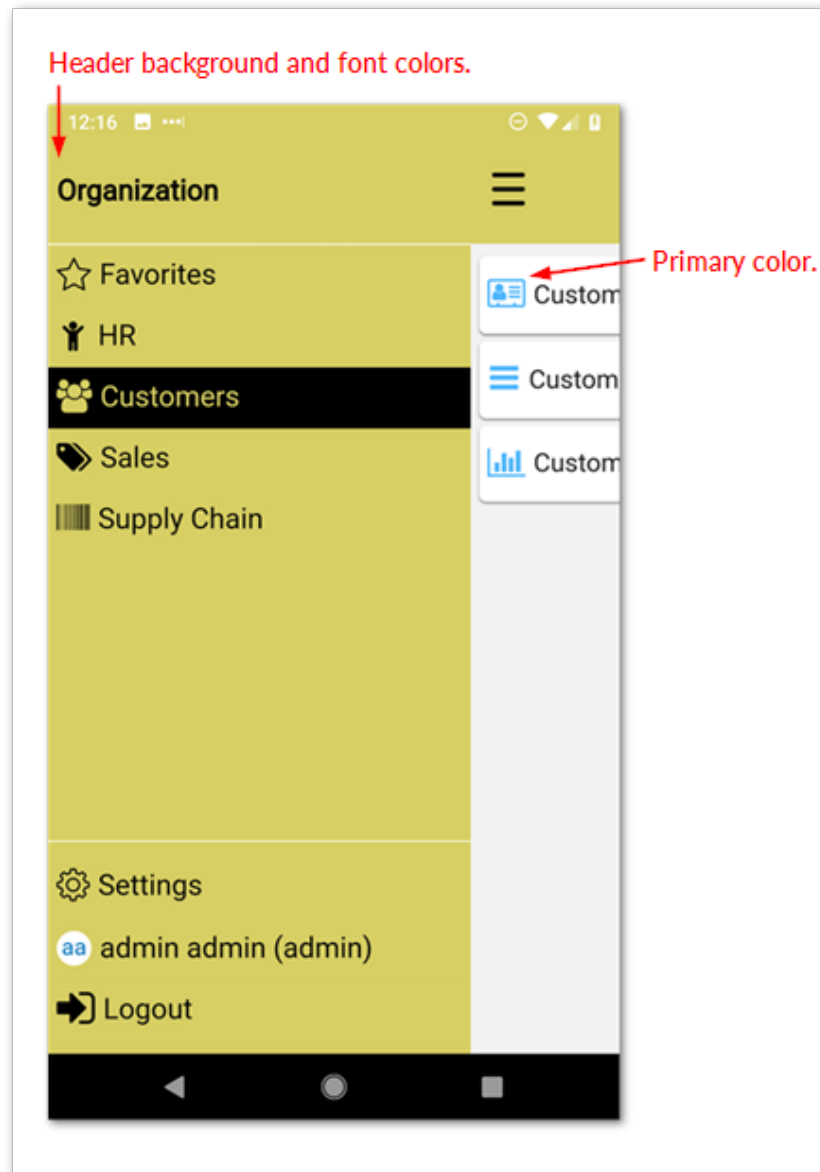 Header background and font colors.
12:16
Organization
Primary color.
Favorites
Custom
HR
Custom
Customers
Sales
Custom
Supply Chain
Settings
aa admin admin (admin)
Logout